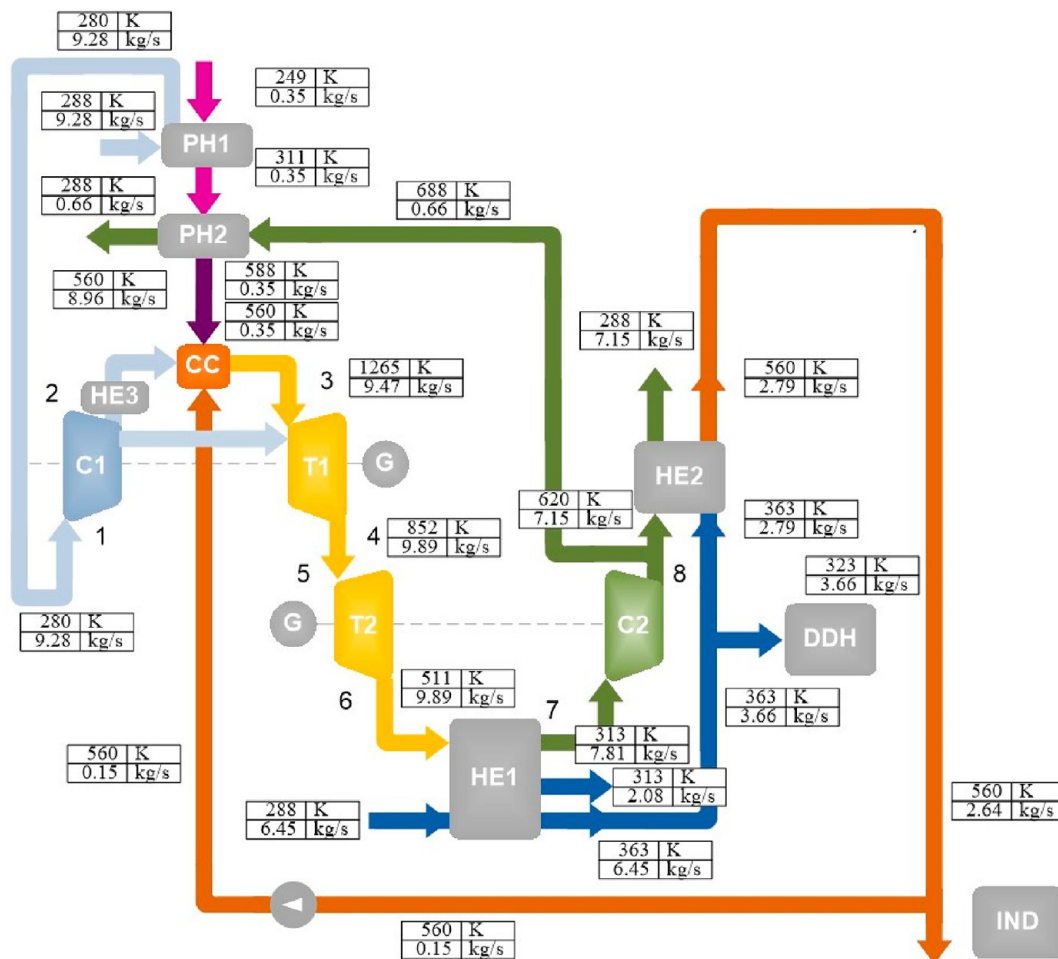 280 K
9.28 kg/s
249 K
0.35 kg/s
288 K
9.28 kg/s
PH1
311 K
0.35 kg/s
288 K
0.66 kg/s
688 K
0.66 kg/s
PH2
560 K
8.96 kg/s
588 K
0.35 kg/s
560 K
0.35 kg/s
288 K
7.15 kg/s
CC
3
1265 K
9.47 kg/s
560 K
2.79 kg/s
2
HE3
C1
T1
G
HE2
1
620 K
7.15 kg/s
363 K
2.79 kg/s
4
852 K
9.89 kg/s
5
8
323 K
3.66 kg/s
G
T2
C2
DDH
280 K
9.28 kg/s
6
511 K
9.89 kg/s
7
363 K
3.66 kg/s
313 K
7.81 kg/s
560 K
0.15 kg/s
HE1
313 K
2.08 kg/s
288 K
6.45 kg/s
560 K
2.64 kg/s
363 K
6.45 kg/s
IND
560 K
0.15 kg/s